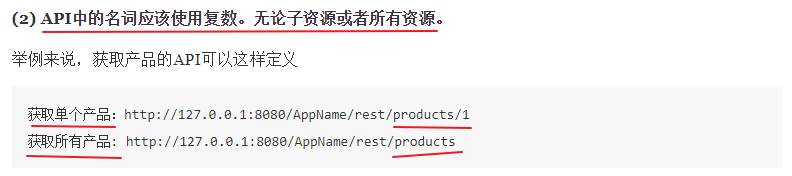 (2) API中的名词应该使用复数。无论子资源或者所有资源。
举例来说，获取产品的API可以这样定义
获取单个产品：http://127.0.0.1:8080/AppName/rest/products/1
获取所有产品: http://127.0.0.1:8080/AppName/rest/products